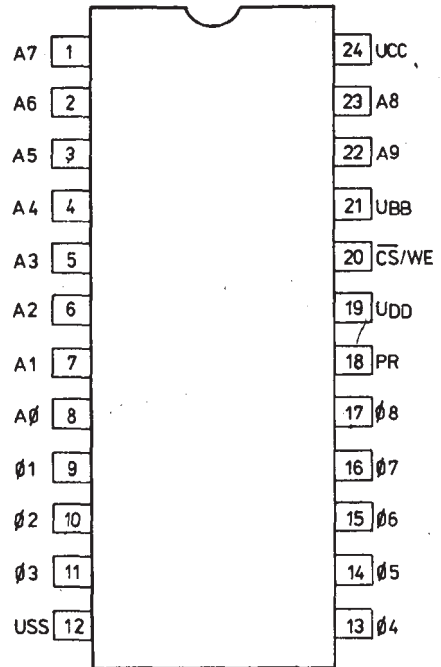 A7 1 24 UCC
A6 2 23 A8
A5 3 22 A9
A4 4 21 UBB
A3 5 20 C̅S̅/WE
A2 6 19 UDD
A1 7 18 PR
AØ 8 17 Ø8
Ø1 9 16 Ø7
Ø2 10 15 Ø6
Ø3 11 14 Ø5
USS 12 13 Ø4